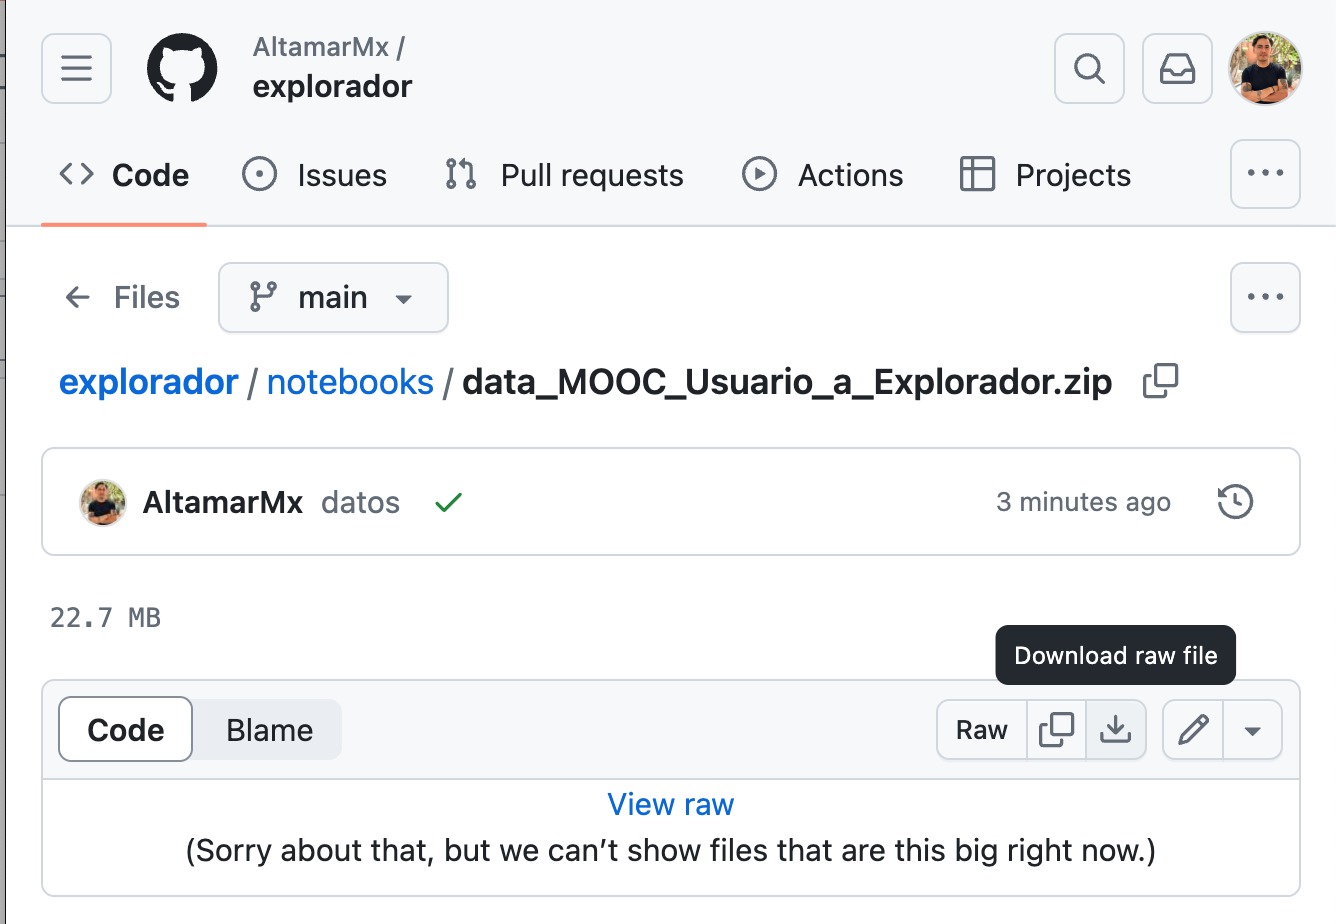 AltamarMx /
explorador
Code Issues Pull requests Actions Projects
Files main
explorador / notebooks / data_MOOC_Usuario_a_Explorador.zip
AltamarMx datos 3 minutes ago
22.7 MB
Download raw file
Code Blame Raw
View raw
(Sorry about that, but we can’t show files that are this big right now.)